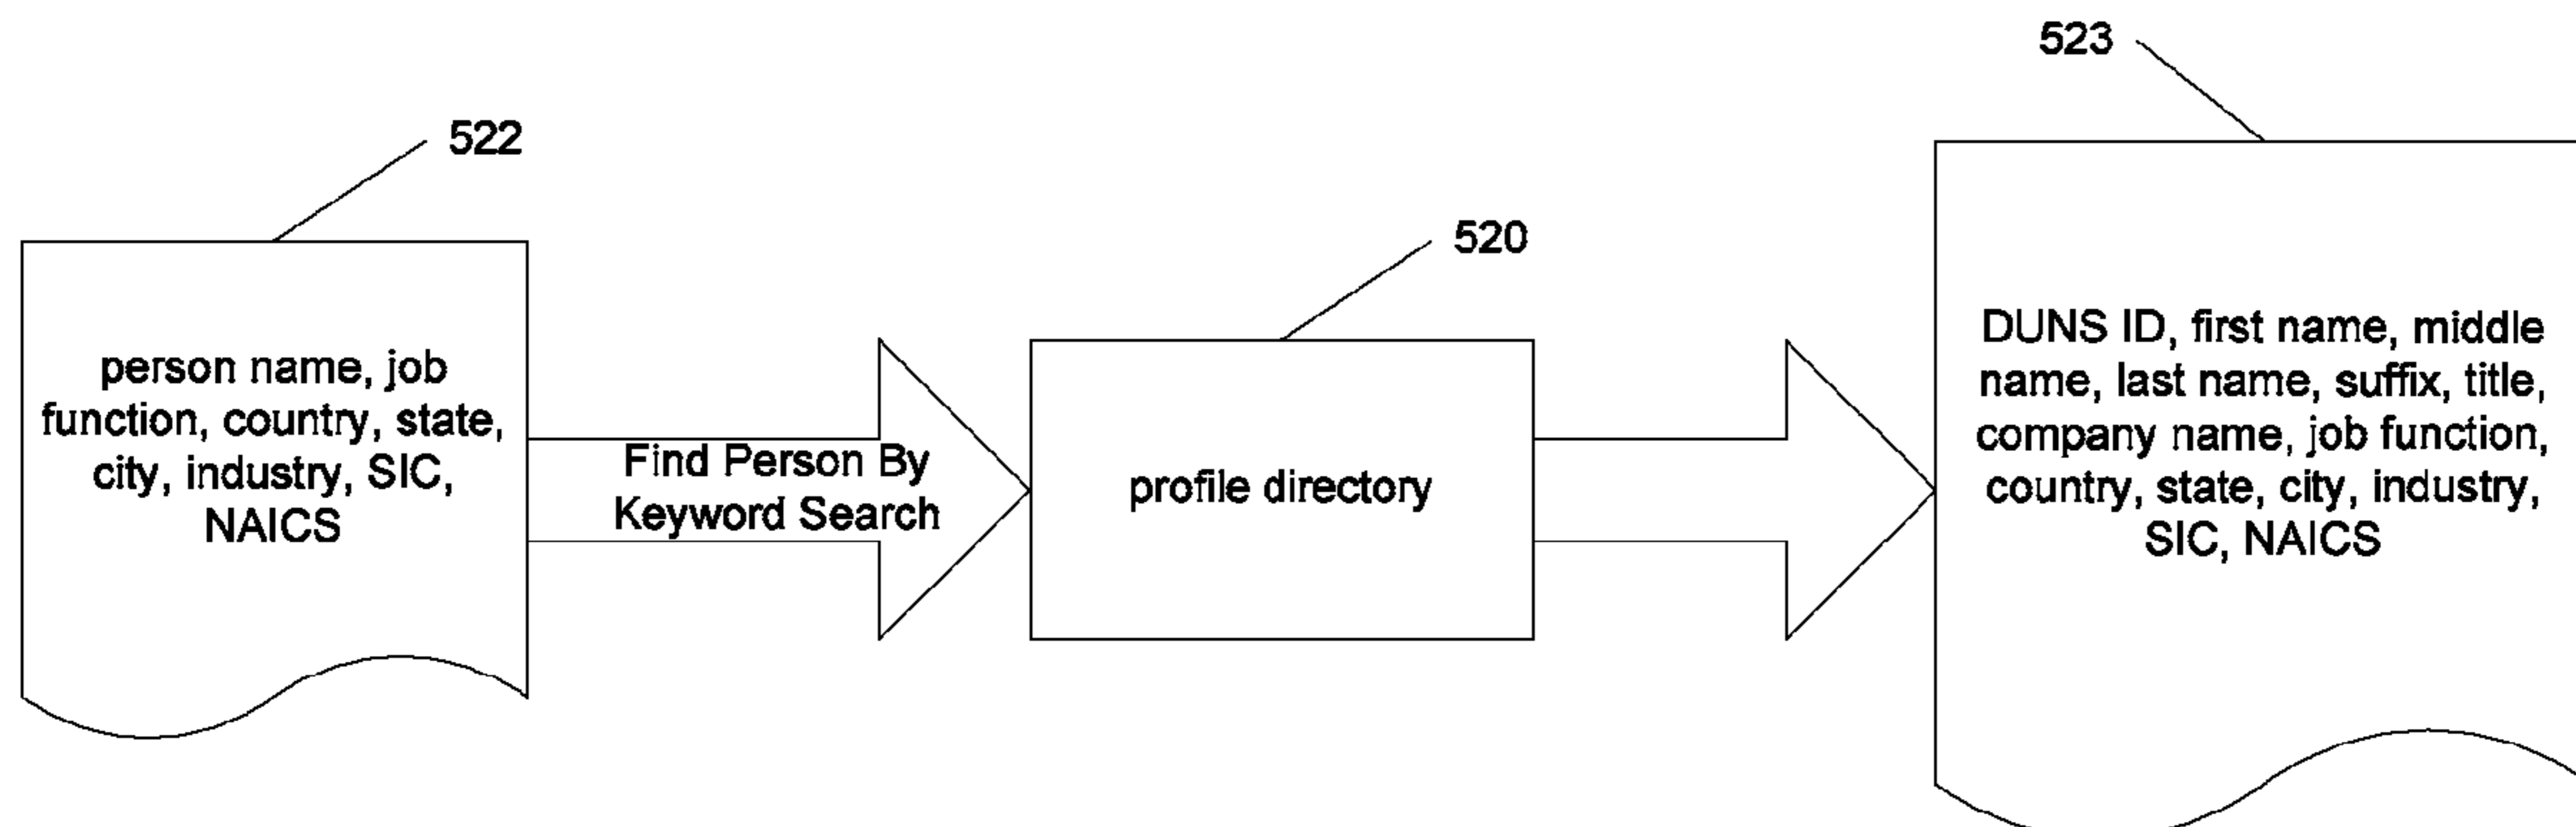 523
522
520
person name, job
function, country, state,
city, industry, SIC,
NAICS
Find Person By
Keyword Search
profile directory
DUNS ID, first name, middle
name, last name, suffix, title,
company name, job function,
country, state, city, industry,
SIC, NAICS